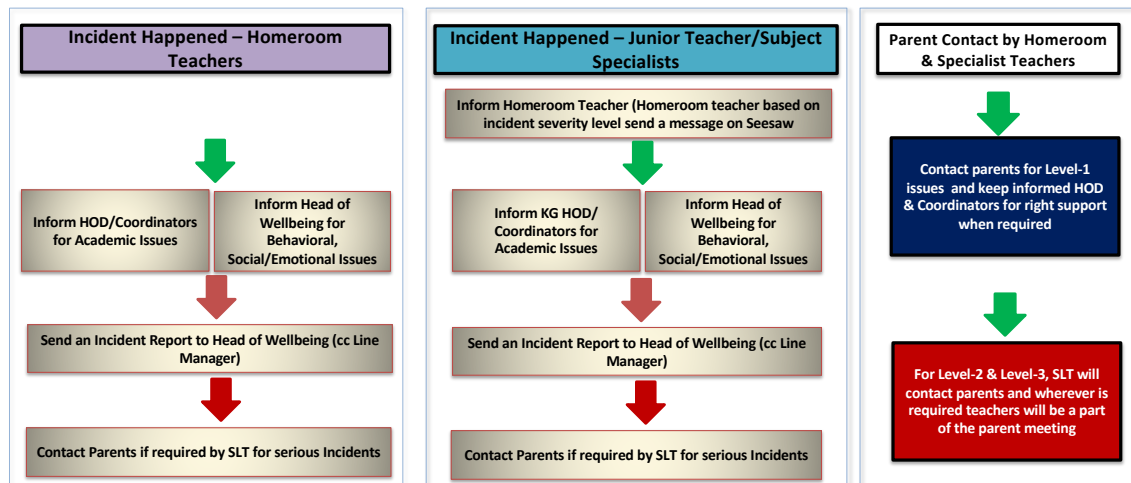 Incident Happened – Homeroom
Teachers
Inform HOD/Coordinators
for Academic Issues
Inform Head of
Wellbeing for
Behavioral,
Social/Emotional Issues
Send an Incident Report to Head of Wellbeing (cc Line
Manager)
Contact Parents if required by SLT for serious Incidents
Incident Happened – Junior Teacher/Subject
Specialists
Inform Homeroom Teacher (Homeroom teacher based on
incident severity level send a message on Seesaw
Inform KG HOD/
Coordinators for
Academic Issues
Inform Head of
Wellbeing for
Behavioral,
Social/Emotional Issues
Send an Incident Report to Head of Wellbeing (cc Line
Manager)
Contact Parents if required by SLT for serious Incidents
Parent Contact by Homeroom
& Specialist Teachers
Contact parents for Level-1
issues and keep informed HOD
& Coordinators for right support
when required
For Level-2 & Level-3, SLT will
contact parents and wherever is
required teachers will be a part
of the parent meeting